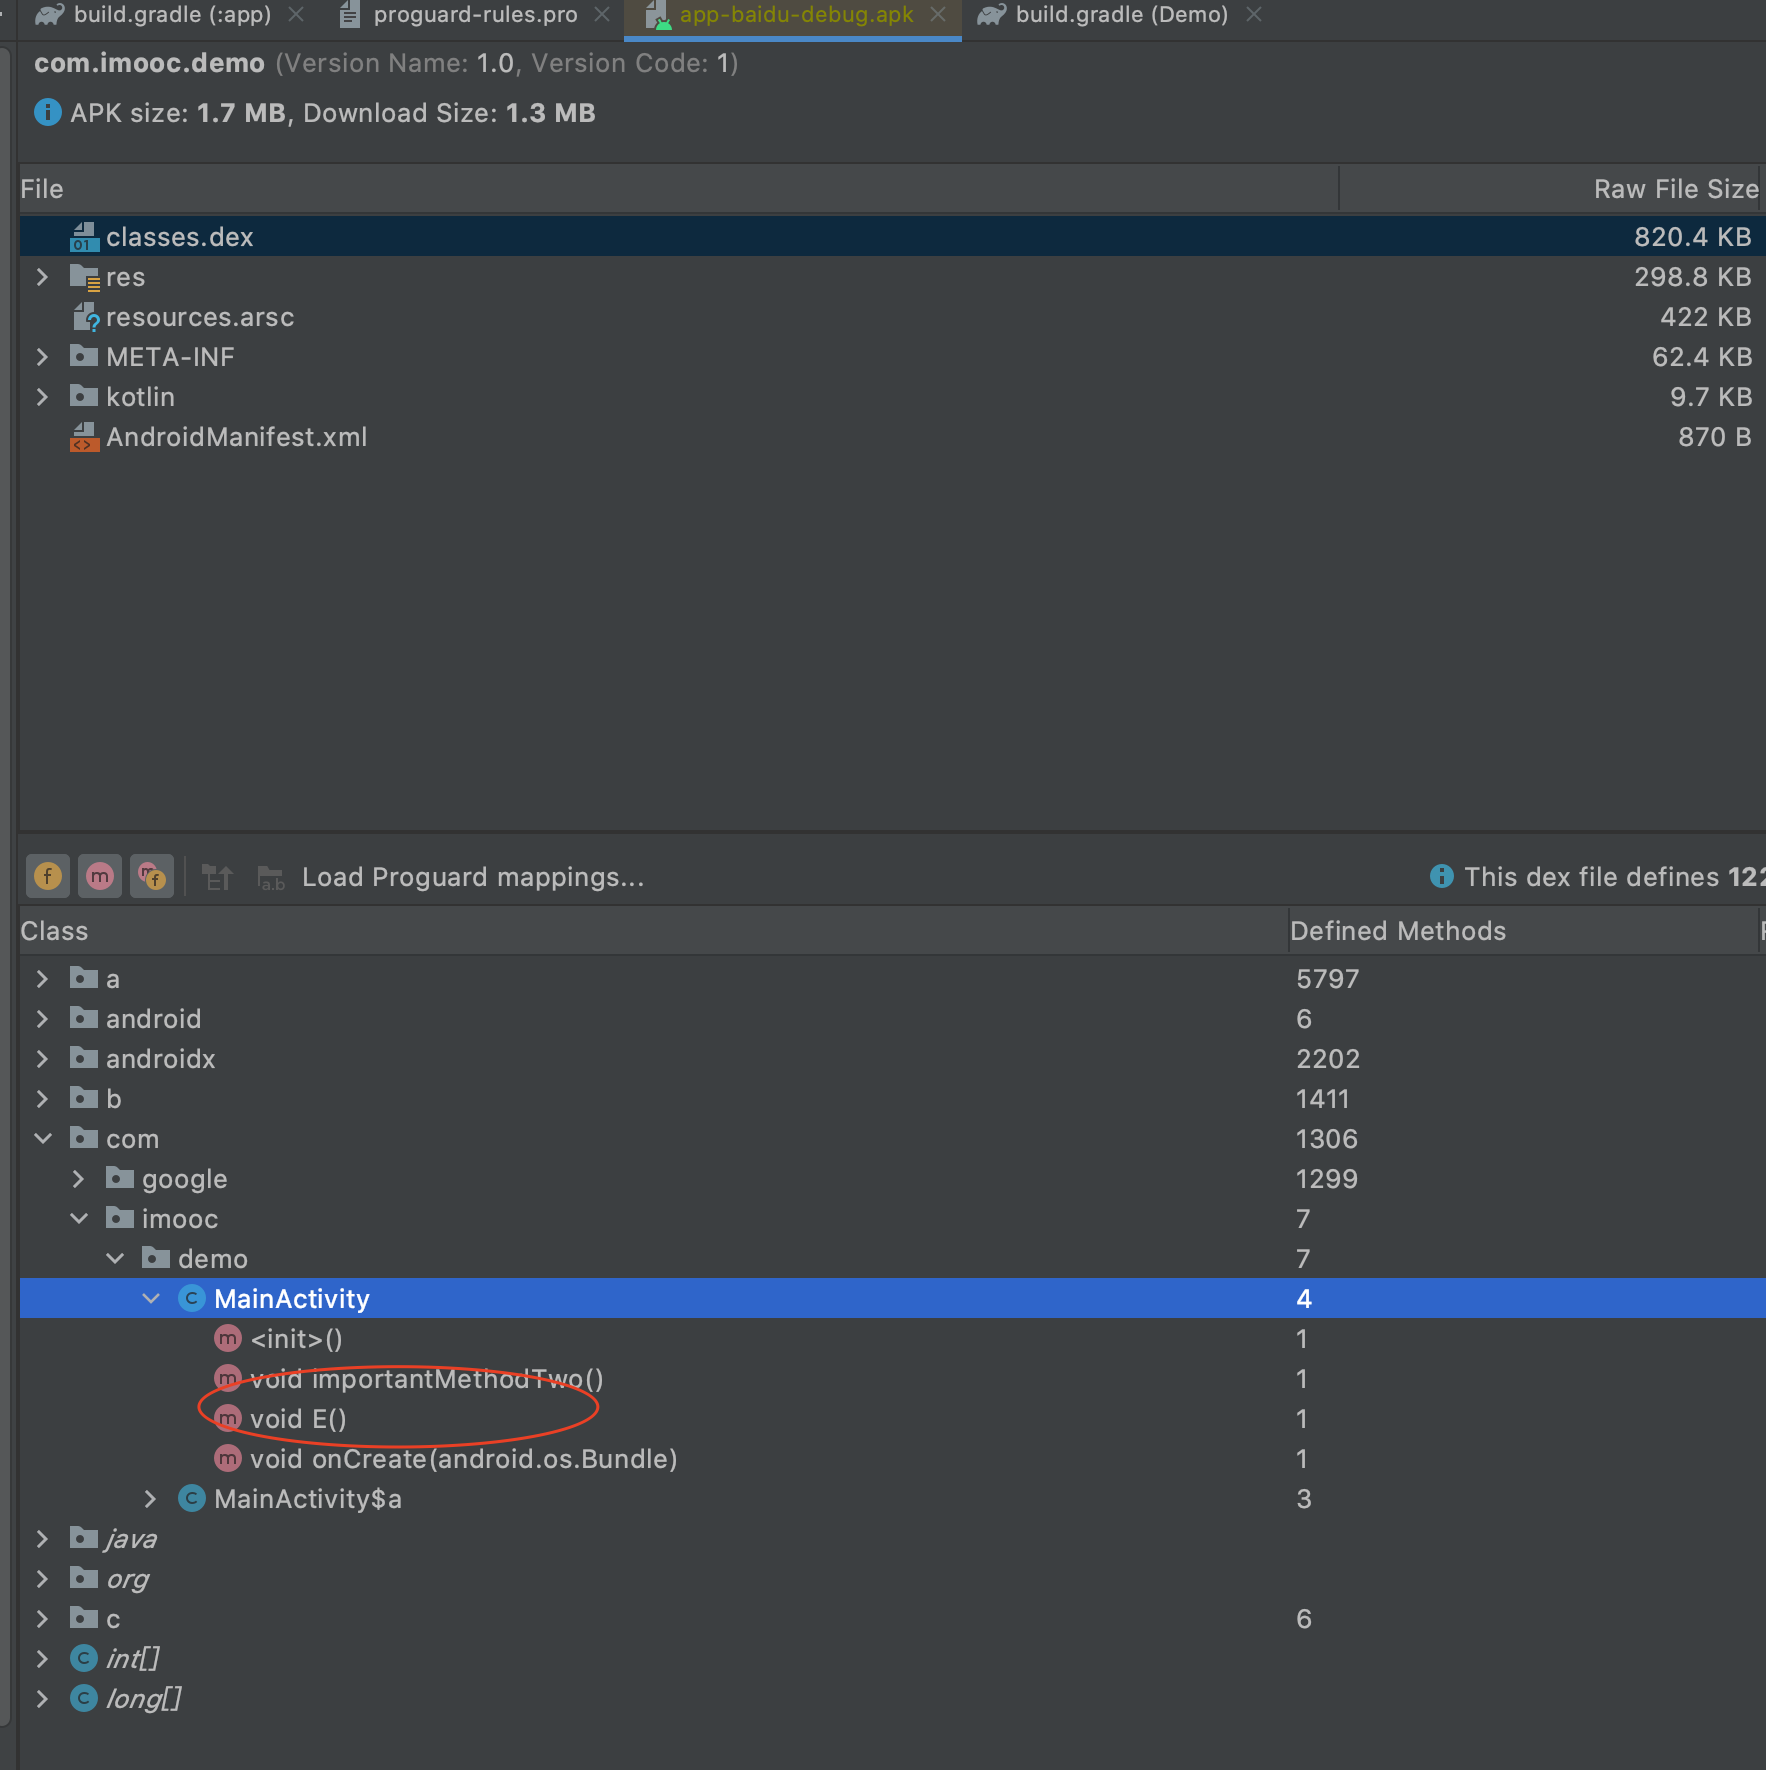 build.gradle (:app) proguard-rules.pro app-baidu-debug.apk build.gradle (Demo)
com.imooc.demo (Version Name: 1.0, Version Code: 1)
APK size: 1.7 MB, Download Size: 1.3 MB
File Raw File Size
classes.dex 820.4 KB
res 298.8 KB
resources.arsc 422 KB
META-INF 62.4 KB
kotlin 9.7 KB
AndroidManifest.xml 870 B
Load Proguard mappings... This dex file defines 122
Class Defined Methods
a 5797
android 6
androidx 2202
b 1411
com 1306
google 1299
imooc 7
demo 7
MainActivity 4
<init>() 1
void importantMethodTwo() 1
void E() 1
void onCreate(android.os.Bundle) 1
MainActivity$a 3
java
org
c 6
int[]
long[]